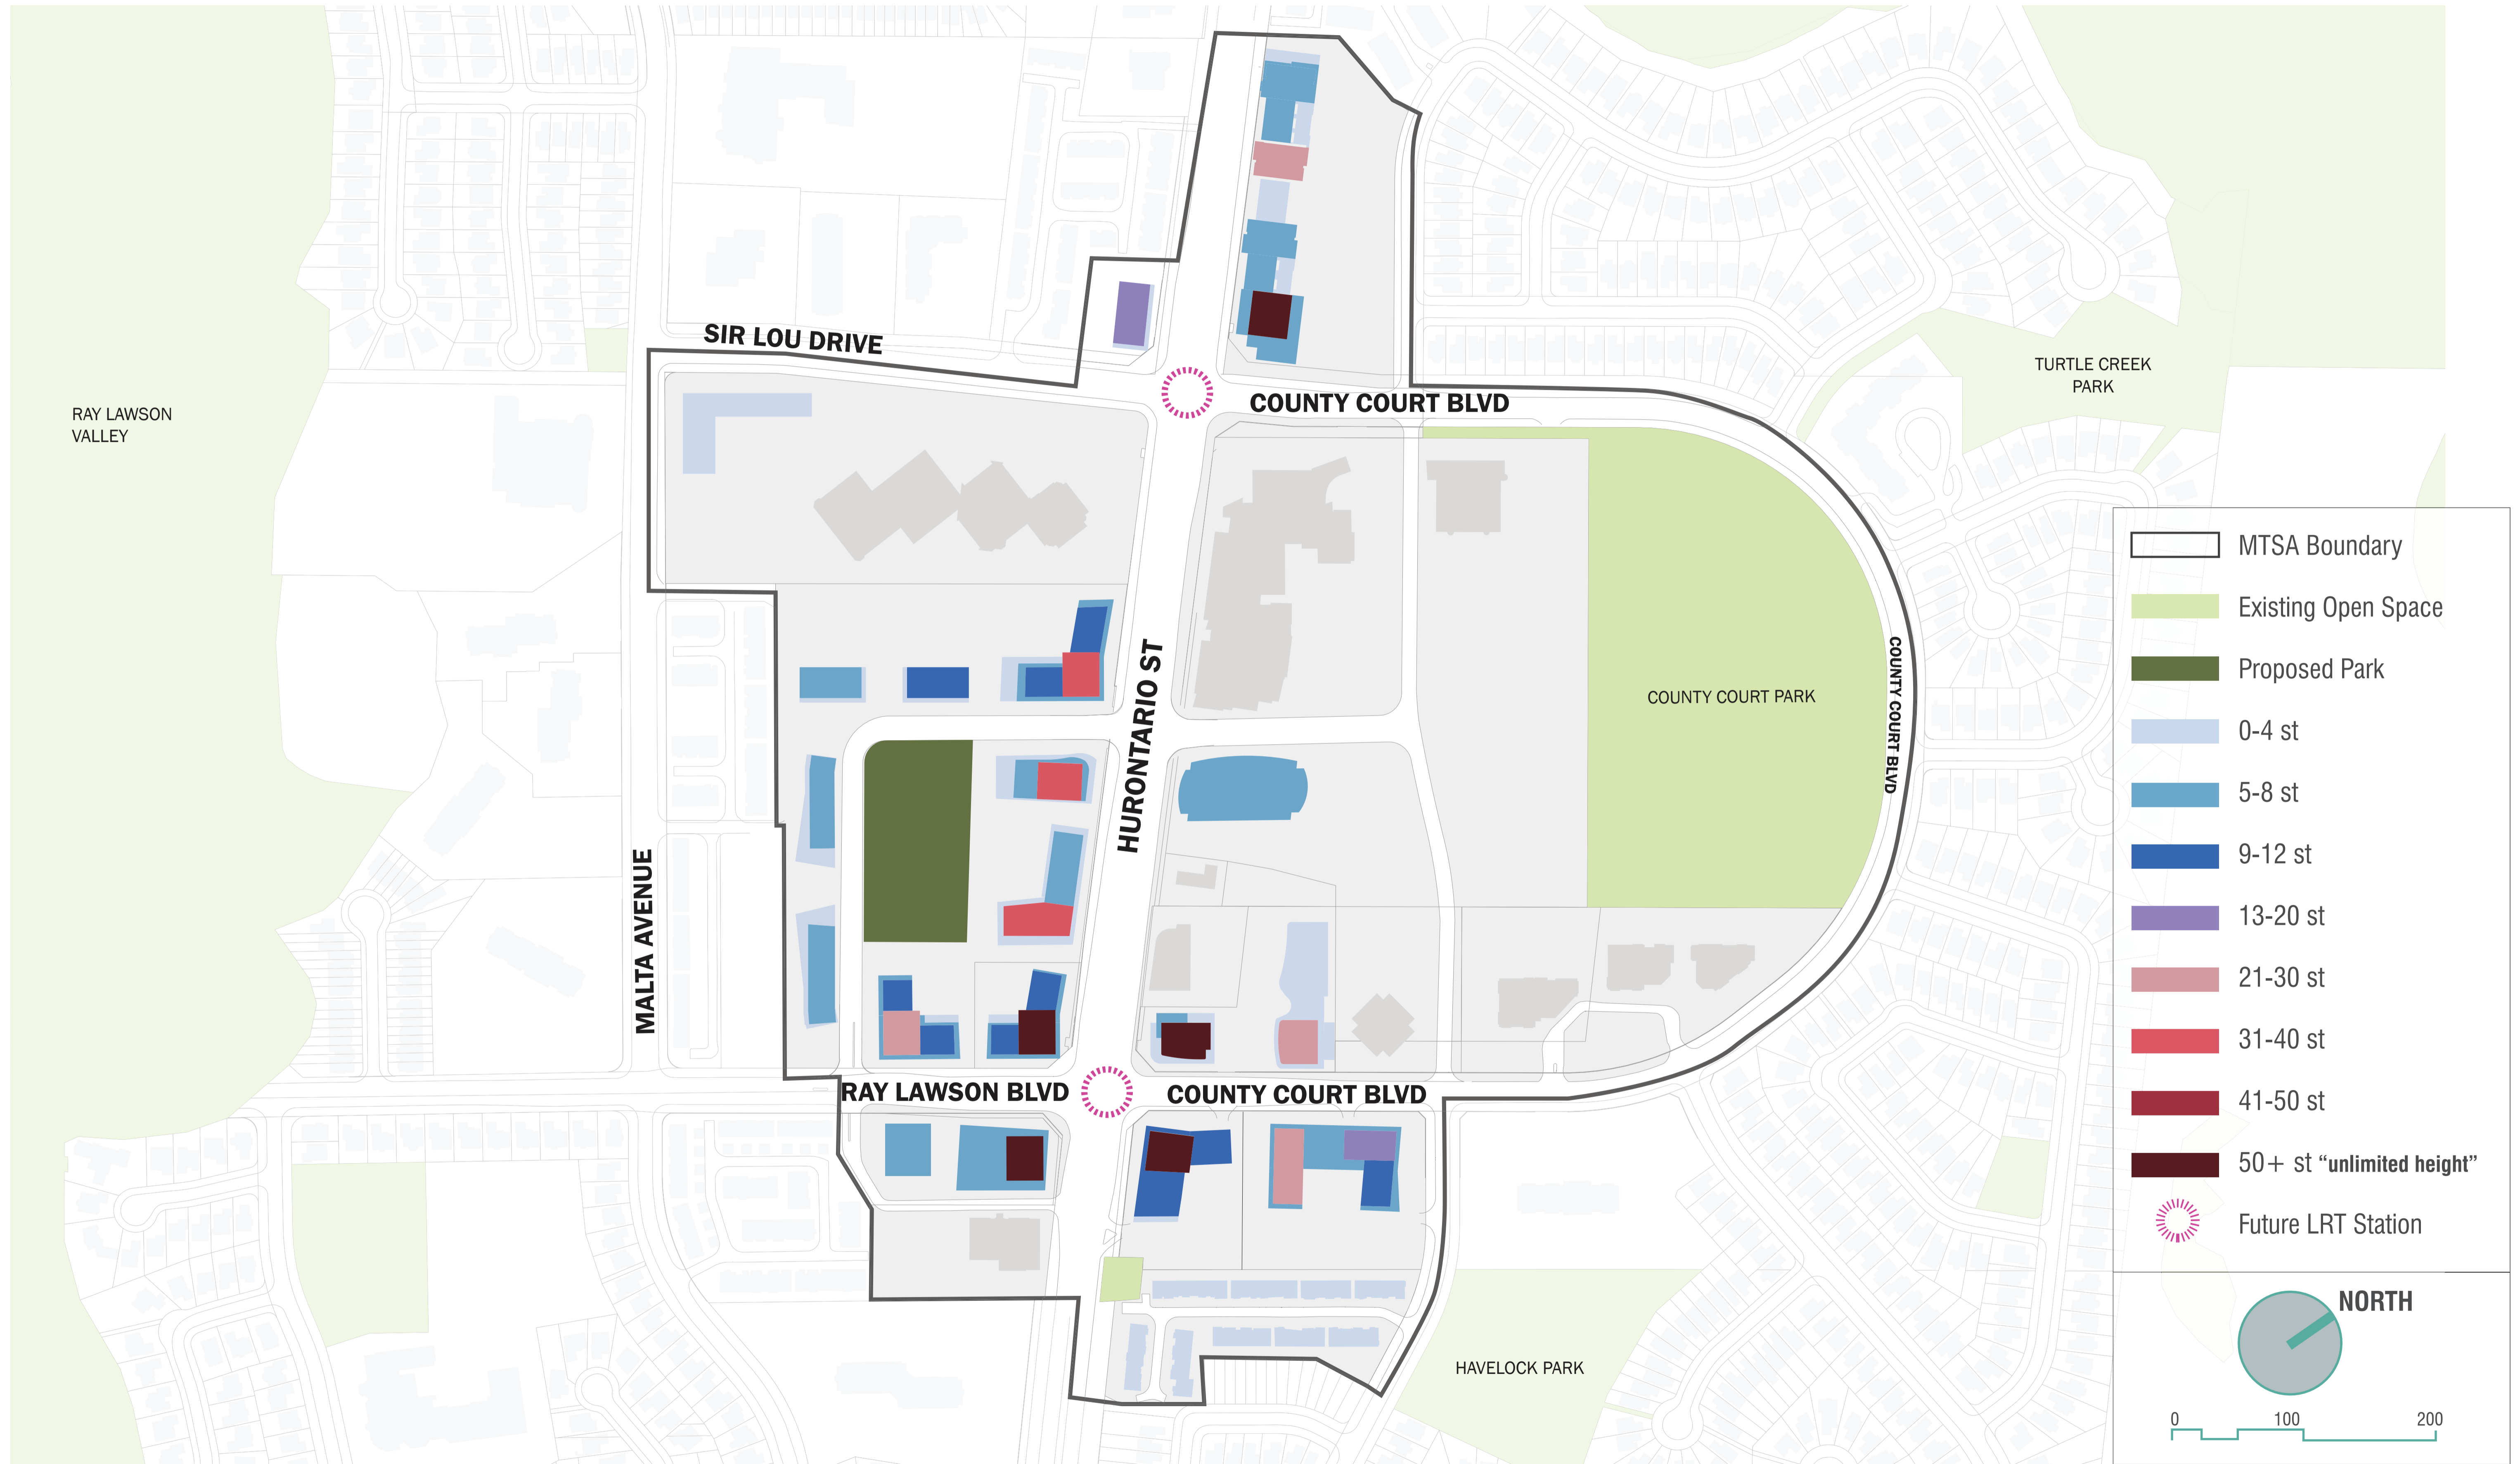 SIR LOU DRIVE
COUNTY COURT BLVD
RAY LAWSON
VALLEY
TURTLE CREEK
PARK
HURONTARIO ST
COUNTY COURT PARK
COUNTY COURT BLVD
MALTA AVENUE
RAY LAWSON BLVD
COUNTY COURT BLVD
HAVELOCK PARK
MTSA Boundary
Existing Open Space
Proposed Park
0-4 st
5-8 st
9-12 st
13-20 st
21-30 st
31-40 st
41-50 st
50+ st “unlimited height”
Future LRT Station
NORTH
0 100 200